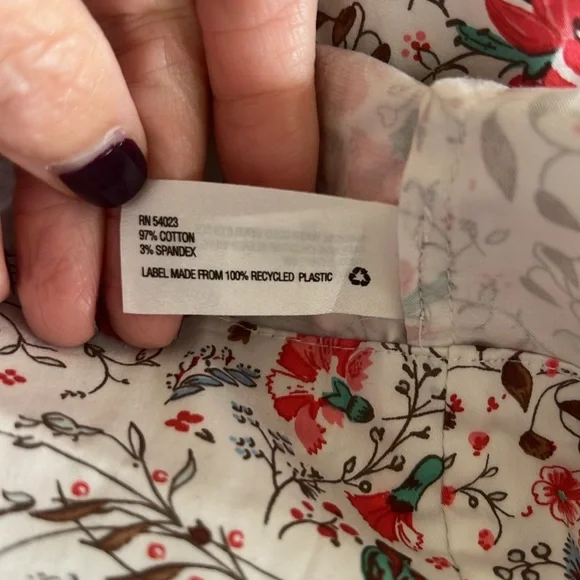 RN 54023
97% COTTON
3% SPANDEX
LABEL MADE FROM 100% RECYCLED PLASTIC